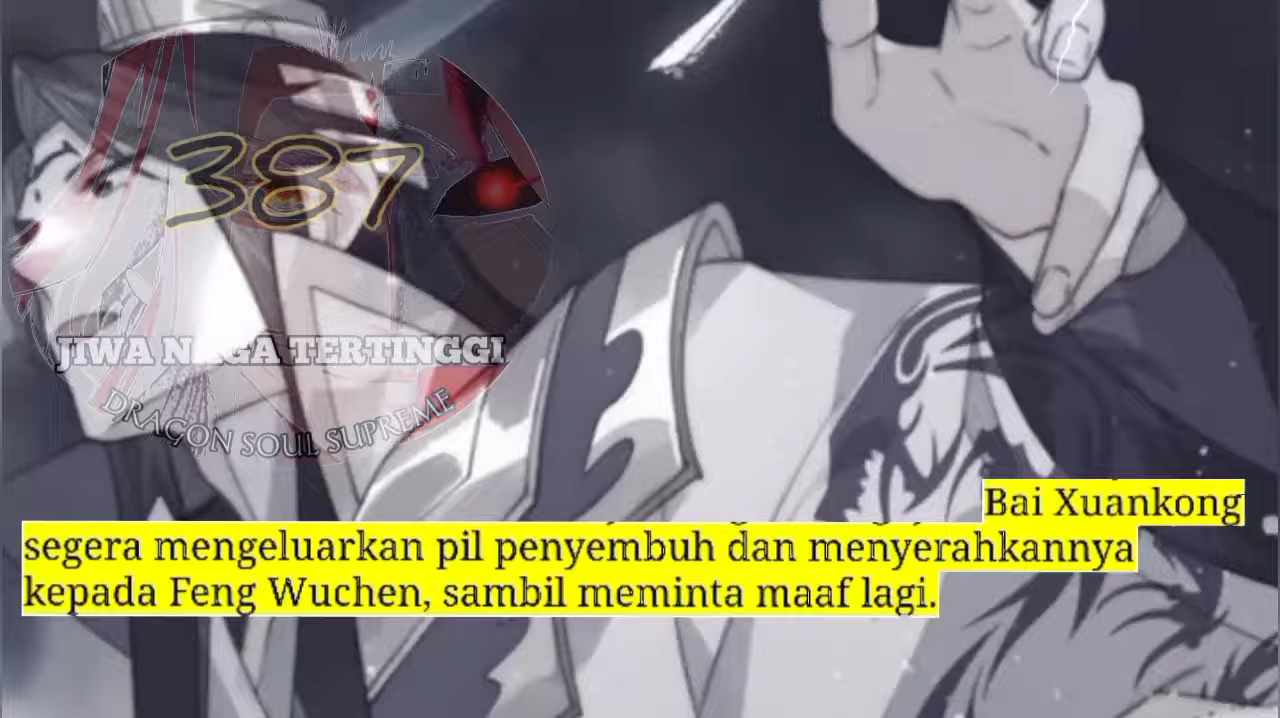 387
JIWA NAGA TERTINGGI
DRAGON SOUL SUPREME
Bai Xuankong
segera mengeluarkan pil penyembuh dan menyerahkannya
kepada Feng Wuchen, sambil meminta maaf lagi.